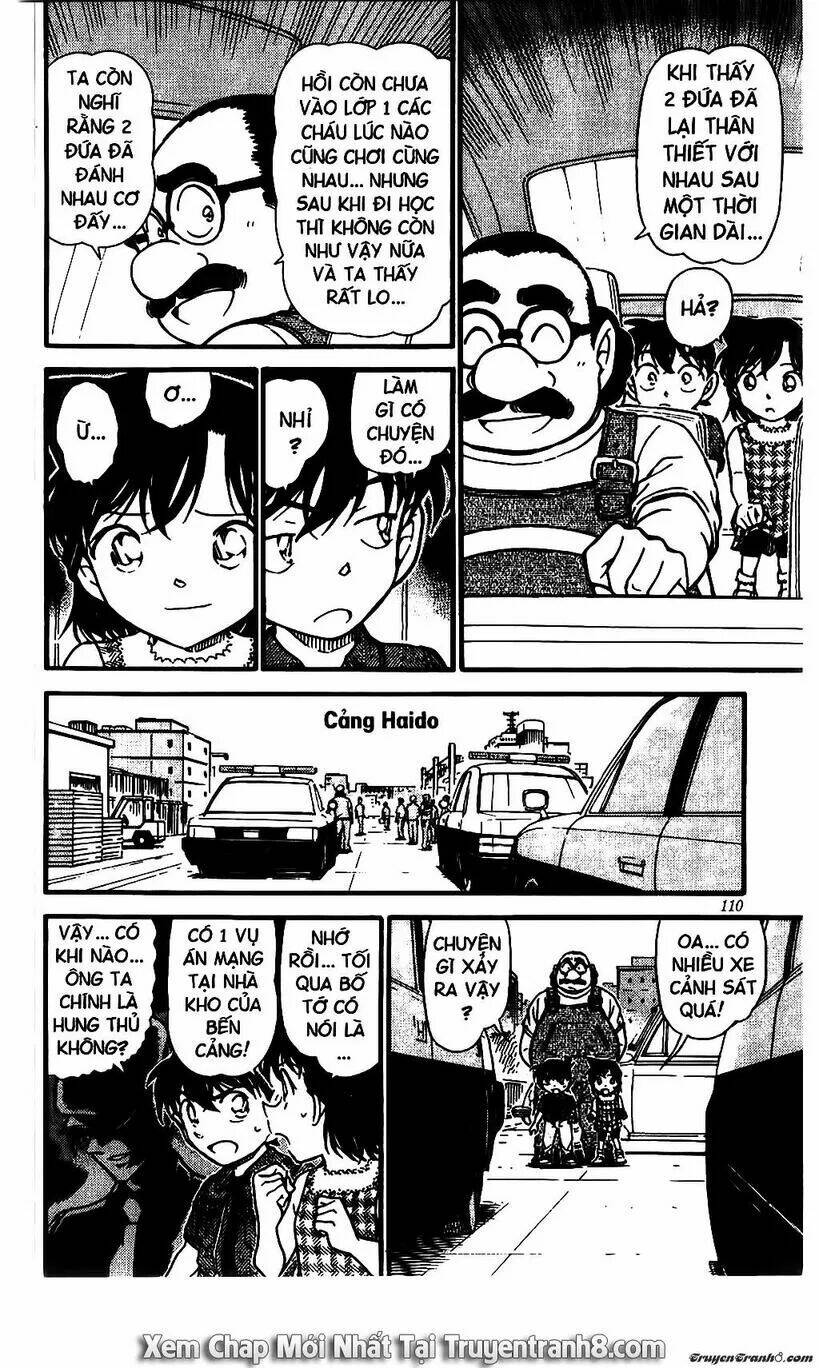 KHI THẤY
2 ĐỨA ĐÃ
LẠI THÂN
THIẾT VỚI
NHAU SAU
MỘT THỜI
GIAN DÀI...
HẢ?
HỒI CÒN CHƯA
VÀO LỚP 1 CÁC
CHÁU LÚC NÀO
CŨNG CHƠI CÙNG
NHAU... NHƯNG
SAU KHI ĐI HỌC
THÌ KHÔNG CÒN
NHƯ VẬY NỮA
VÀ TA THẤY
RẤT LO...
TA CÒN
NGHĨ
RẰNG 2
ĐỨA ĐÃ
ĐÁNH
NHAU CƠ
ĐẤY...
LÀM
GÌ CÓ
CHUYỆN
ĐÓ...
NHỈ
?
Ơ...
Ừ...
Cảng Haido
110
OA... CÓ
NHIỀU XE
CẢNH SÁT
QUÁ!
CHUYỆN
GÌ XẢY
RA VẬY
?
NHỚ
RỒI... TỐI
QUA BỐ
TỚ CÓ
NÓI LÀ
...
CÓ 1 VỤ
ÁN MẠNG
TẠI NHÀ
KHO CỦA
BẾN
CẢNG!
VẬY... CÓ
KHI NÀO...
ÔNG TA
CHÍNH LÀ
HUNG THỦ
KHÔNG?
Xem Chap Mới Nhất Tại Truyentranh8.com
TruyenTranh8.com